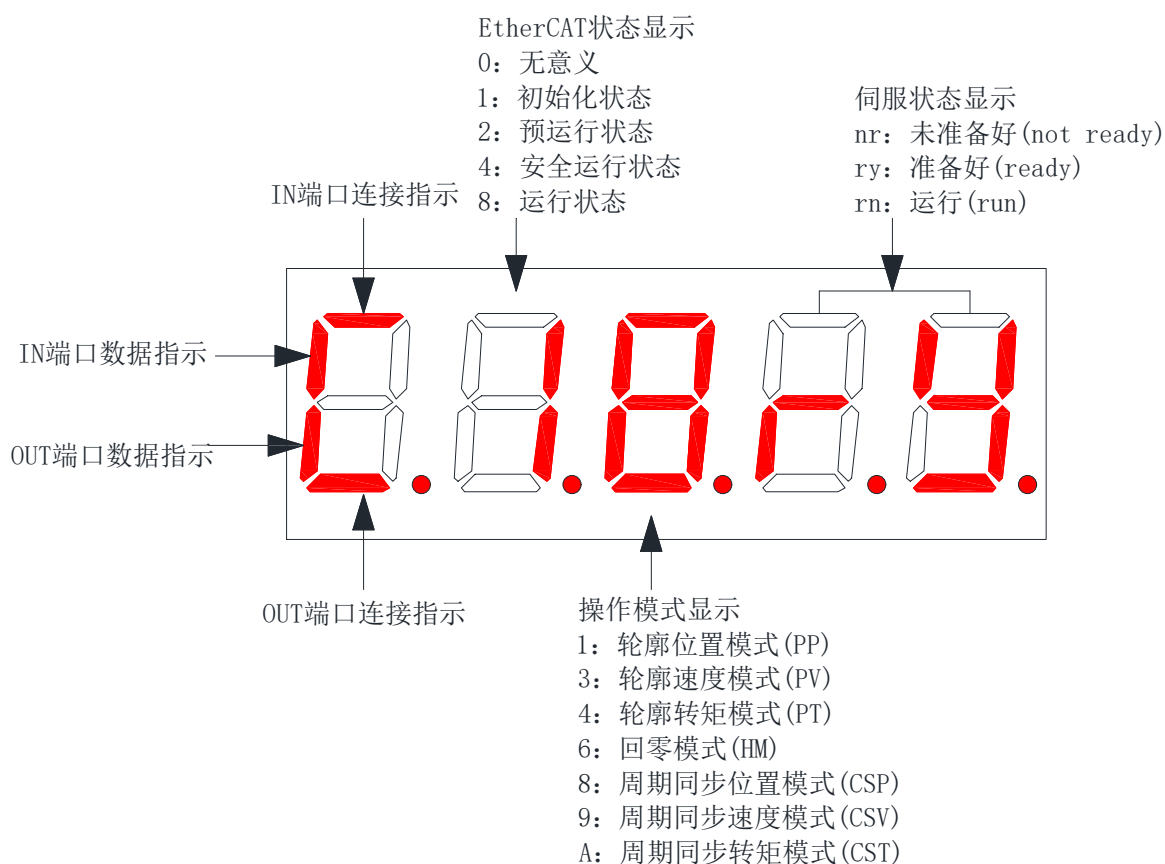 EtherCAT状态显示
0: 无意义
1: 初始化状态
2: 预运行状态
4: 安全运行状态
8: 运行状态
伺服状态显示
nr: 未准备好(not ready)
ry: 准备好(ready)
rn: 运行(run)
IN端口连接指示
IN端口数据指示
OUT端口数据指示
OUT端口连接指示
操作模式显示
1: 轮廓位置模式(PP)
3: 轮廓速度模式(PV)
4: 轮廓转矩模式(PT)
6: 回零模式(HM)
8: 周期同步位置模式(CSP)
9: 周期同步速度模式(CSV)
A: 周期同步转矩模式(CST)